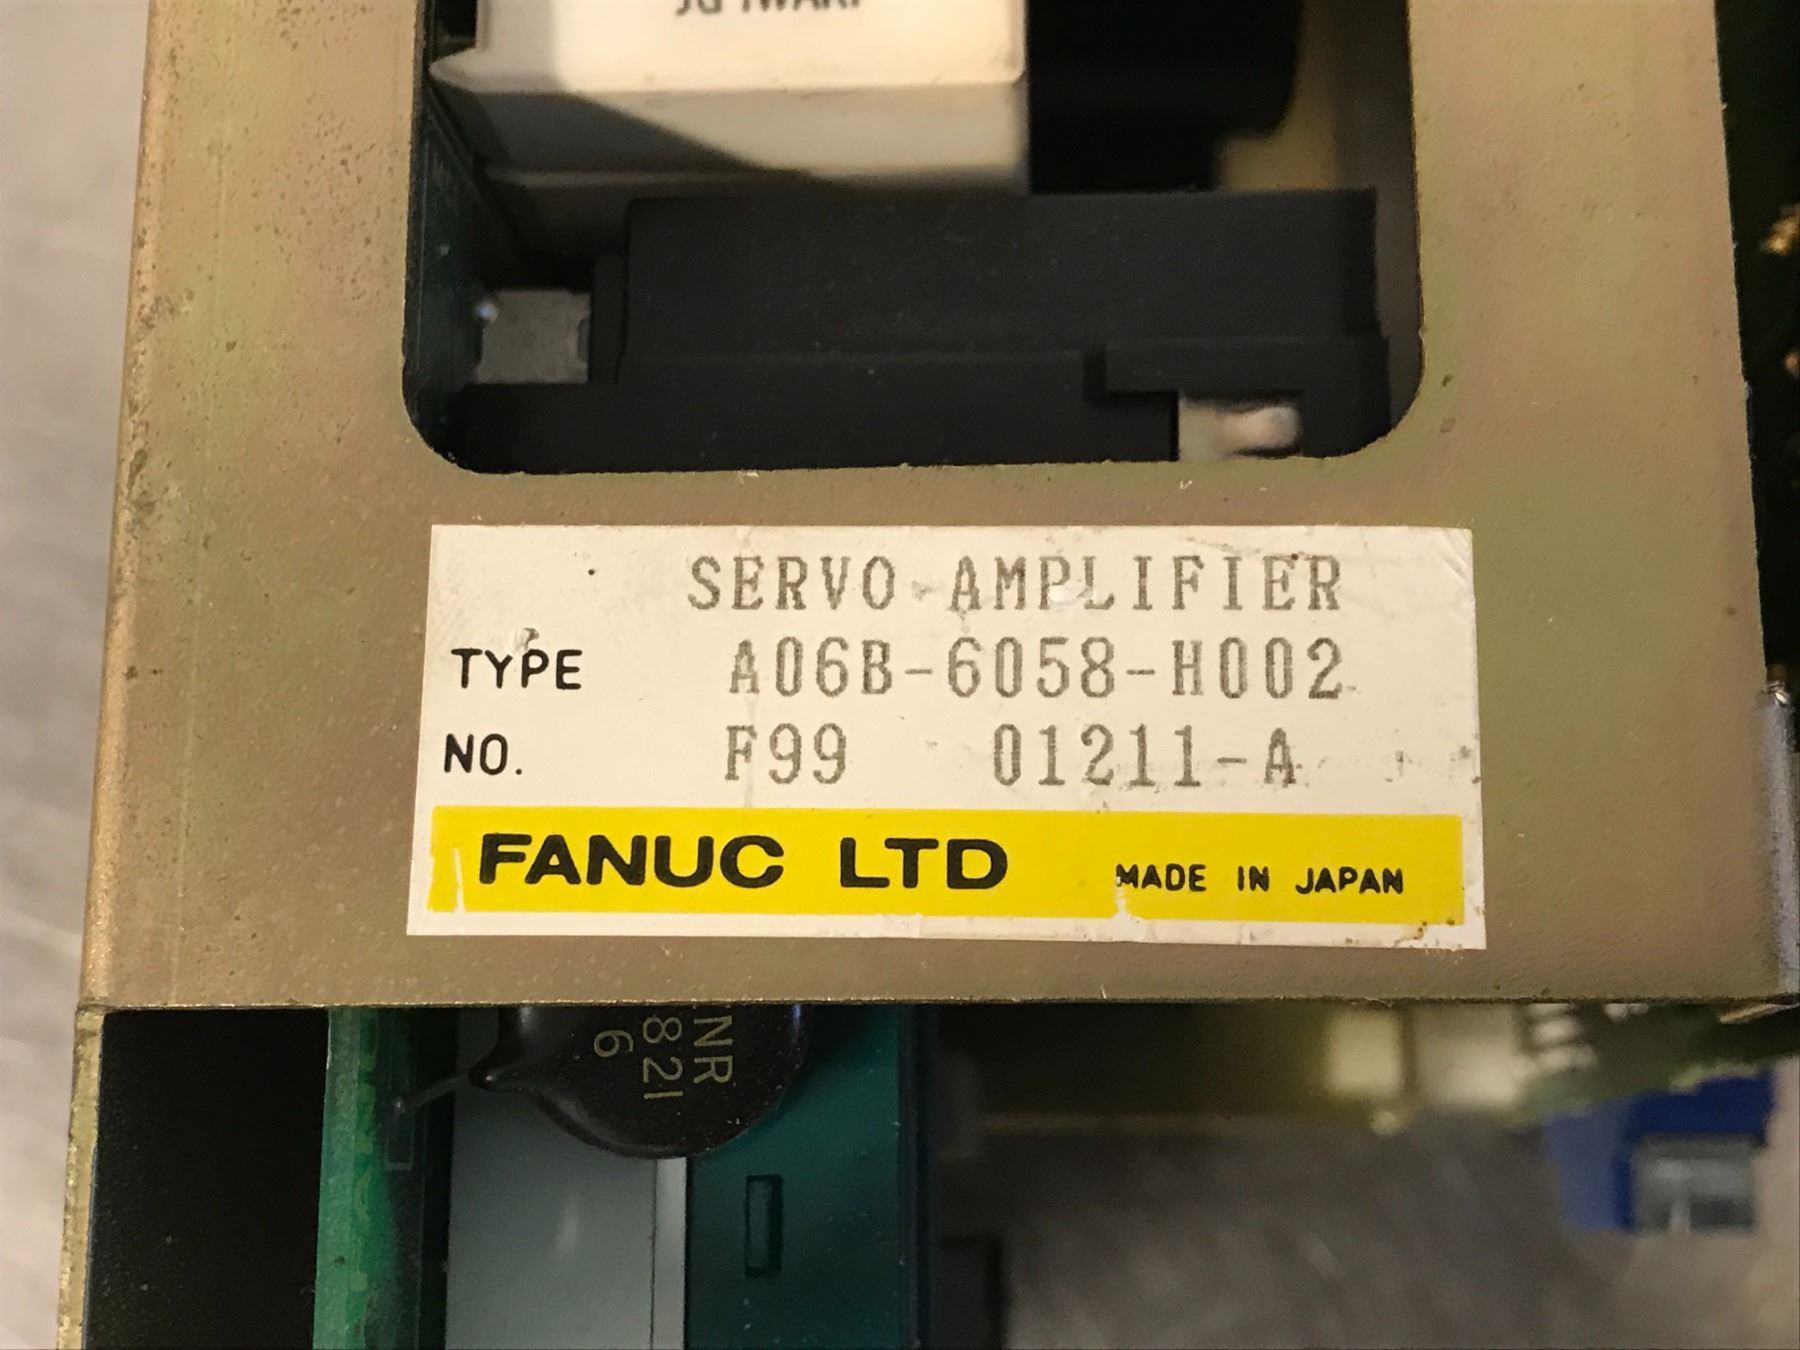 SERVO AMPLIFIER
TYPE A06B-6058-H002
NO. F99 01211-A
FANUC LTD MADE IN JAPAN
NR
821
6